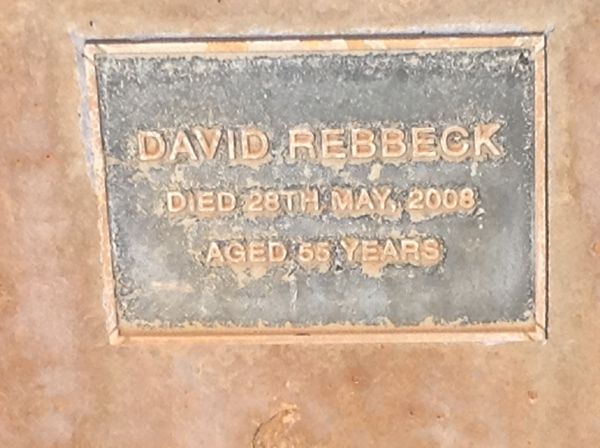 DAVID REBBECK
DIED 28TH MAY, 2008
AGED 55 YEARS